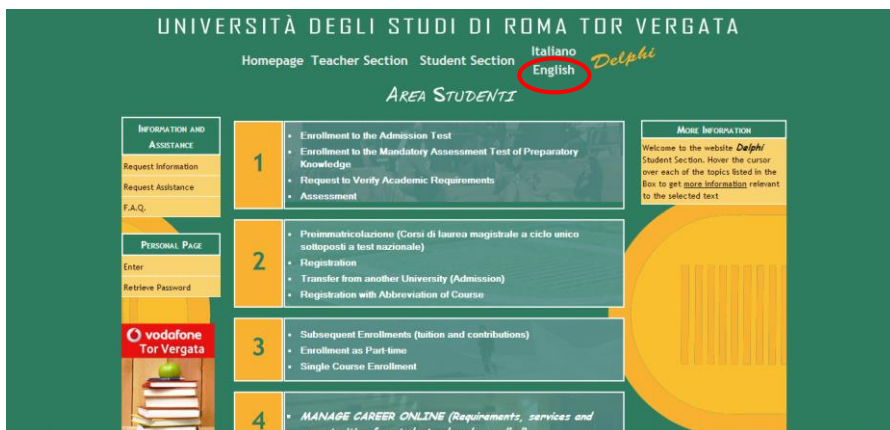 UNIVERSITÀ DEGLI STUDI DI ROMA TOR VERGATA
Homepage Teacher Section Student Section Italiano English Delphi
AREA STUDENTI
INFORMATION AND
ASSISTANCE
Request Information
Request Assistance
F.A.Q.
PERSONAL PAGE
Enter
Retrieve Password
vodafone
Tor Vergata
1
Enrollment to the Admission Test
Enrollment to the Mandatory Assessment Test of Preparatory
Knowledge
Request to Verify Academic Requirements
Assessment
2
Preimmatricolazione (Corsi di laurea magistrale a ciclo unico
sottoposti a test nazionale)
Registration
Transfer from another University (Admission)
Registration with Abbreviation of Course
3
Subsequent Enrollments (tuition and contributions)
Enrollment as Part-time
Single Course Enrollment
4
MANAGE CAREER ONLINE (Requirements, services and
MORE INFORMATION
Welcome to the website Delphi
Student Section. Hover the cursor
over each of the topics listed in the
Box to get more information relevant
to the selected text